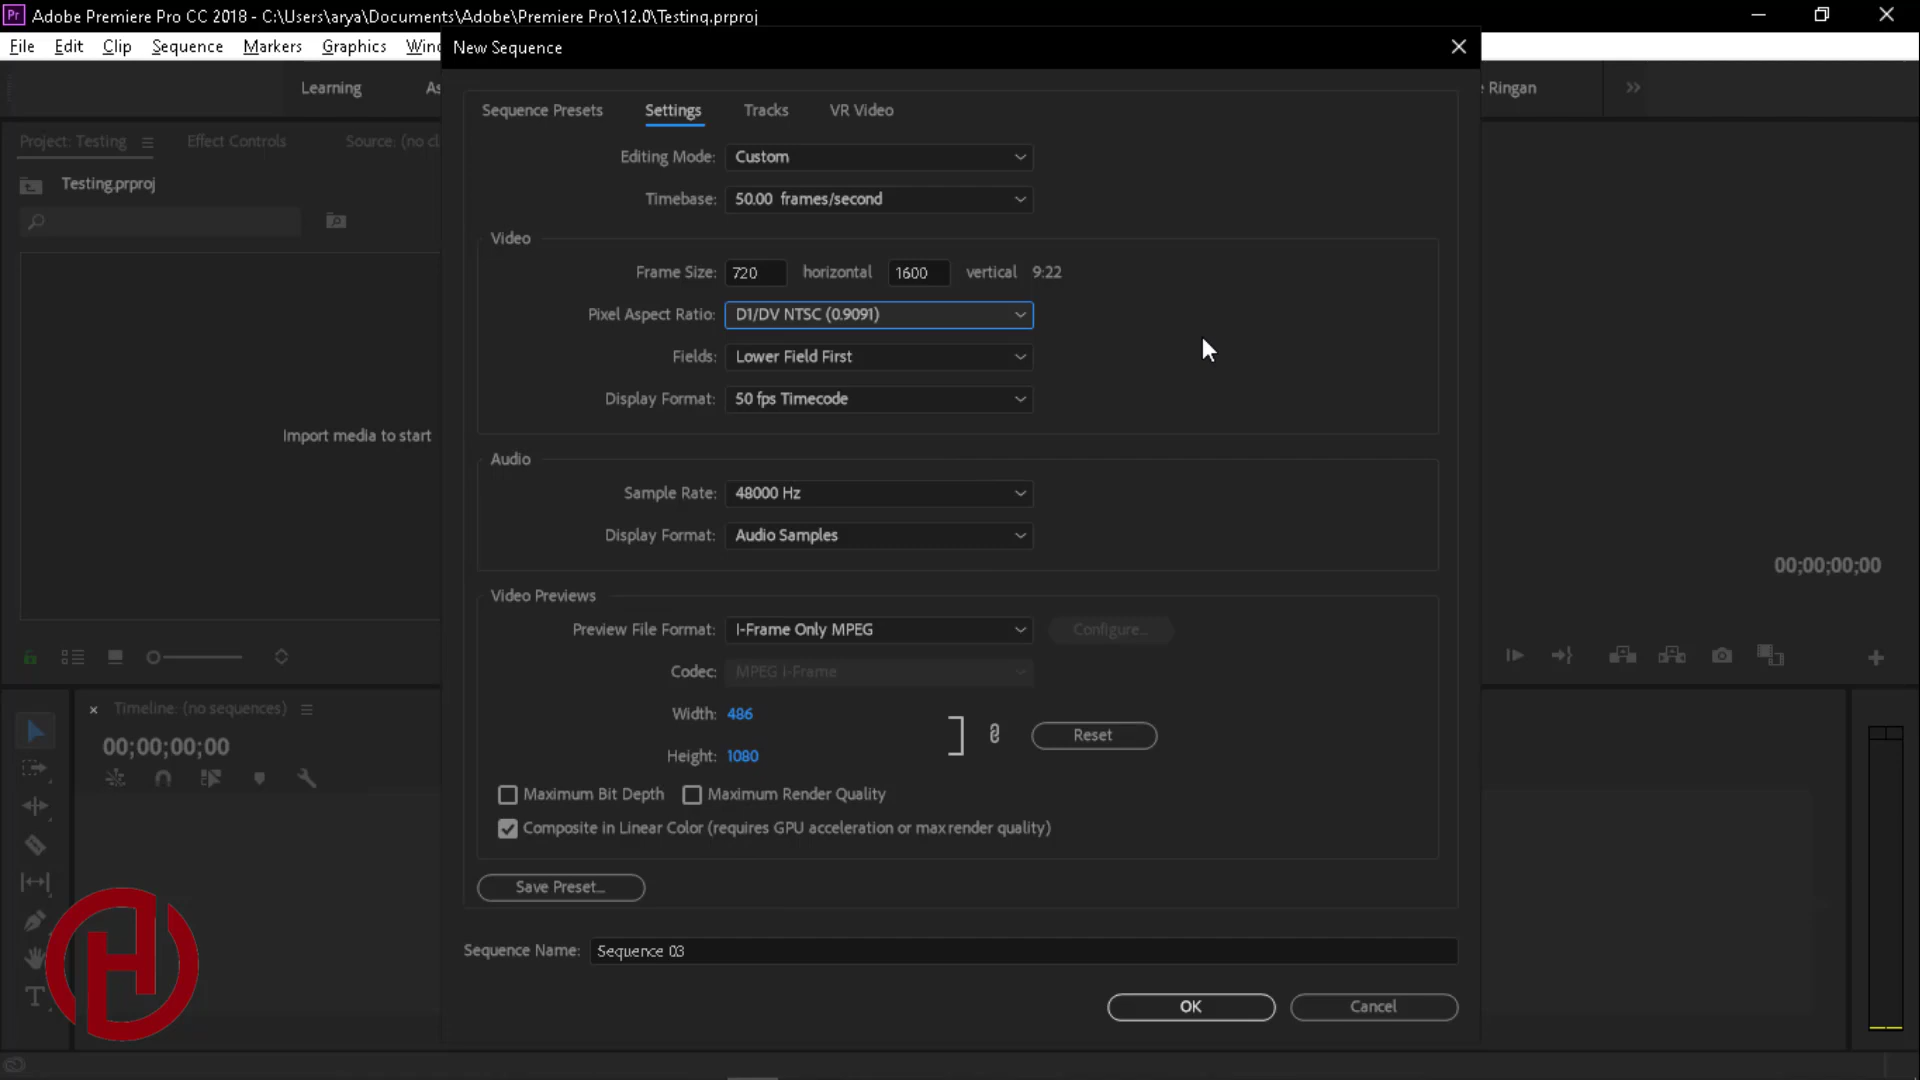 Adobe Premiere Pro CC 2018 - C:\Users\arya\Documents\Adobe\Premiere Pro\12.0\Testing.prproj
File Edit Clip Sequence Markers Graphics Wind
New Sequence
Learning As
e Ringan
Sequence Presets Settings Tracks VR Video
Project: Testing Effect Controls Source: (no cl
Testing.prproj
Editing Mode: Custom
Timebase: 50.00 frames/second
Video
Frame Size: 720 horizontal 1600 vertical 9:22
Pixel Aspect Ratio: D1/DV NTSC (0.9091)
Fields: Lower Field First
Display Format: 50 fps Timecode
Import media to start
Audio
Sample Rate: 48000 Hz
Display Format: Audio Samples
00;00;00;00
Video Previews
Preview File Format: I-Frame Only MPEG Configure...
Codec: MPEG I-Frame
Width: 486
Height: 1080
Reset
Timeline: (no sequences)
00;00;00;00
Maximum Bit Depth Maximum Render Quality
Composite in Linear Color (requires GPU acceleration or max render quality)
Save Preset...
Sequence Name: Sequence 03
OK Cancel